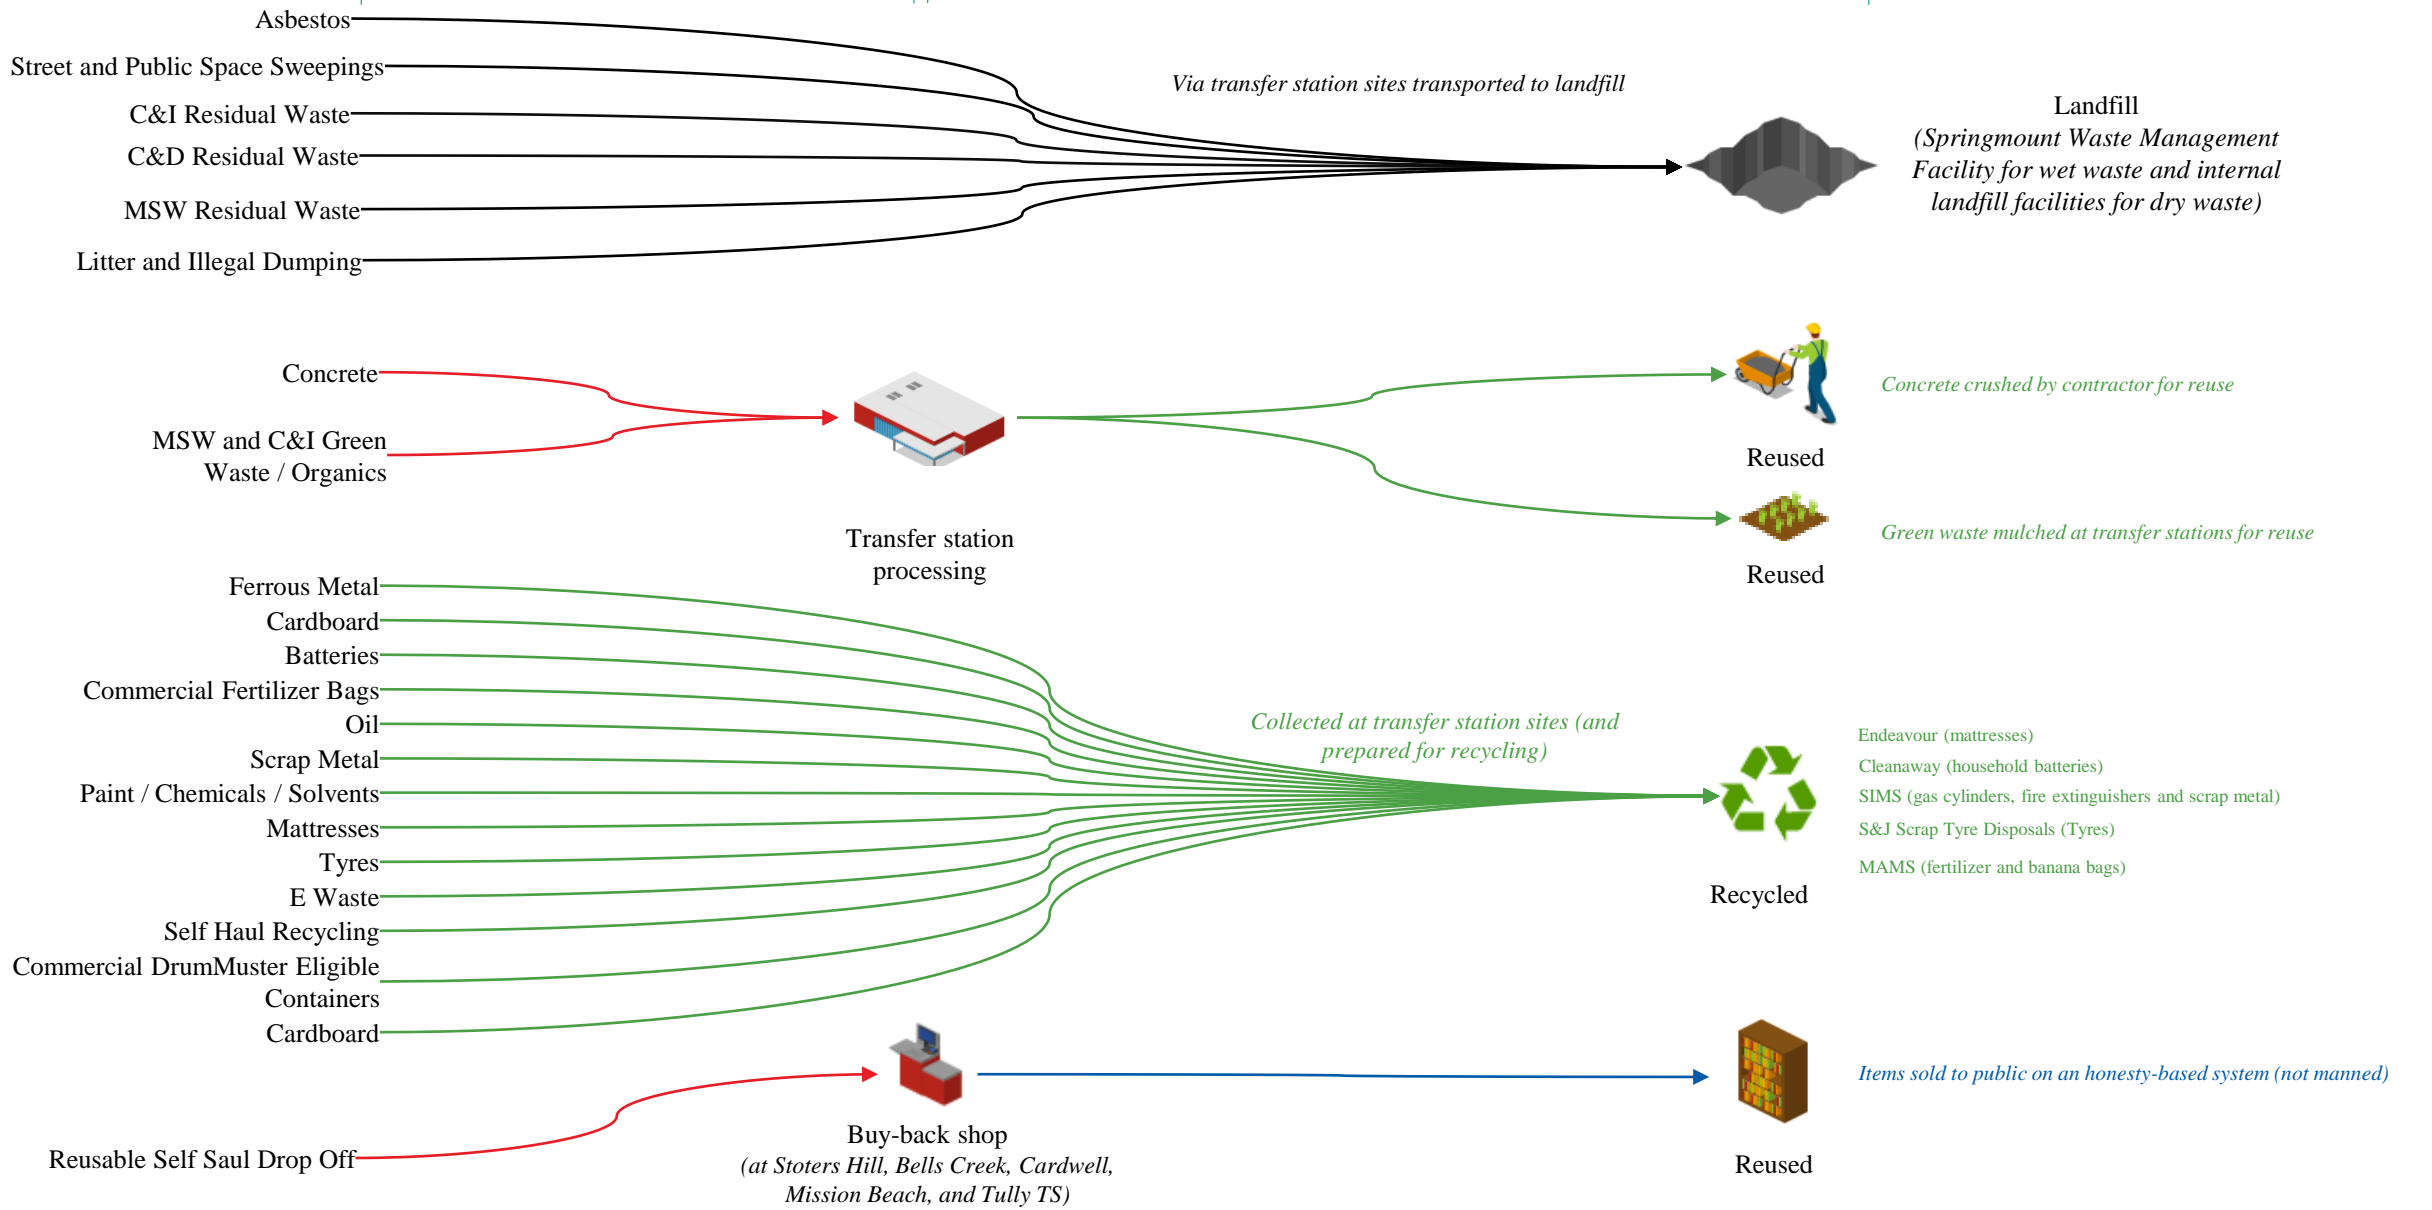 Asbestos
Street and Public Space Sweepings
C&I Residual Waste
C&D Residual Waste
MSW Residual Waste
Litter and Illegal Dumping
Via transfer station sites transported to landfill
Landfill
(Springmount Waste Management
Facility for wet waste and internal
landfill facilities for dry waste)
Concrete
MSW and C&I Green
Waste / Organics
Transfer station
processing
Concrete crushed by contractor for reuse
Reused
Green waste mulched at transfer stations for reuse
Reused
Ferrous Metal
Cardboard
Batteries
Commercial Fertilizer Bags
Oil
Scrap Metal
Paint / Chemicals / Solvents
Mattresses
Tyres
E Waste
Self Haul Recycling
Commercial DrumMuster Eligible
Containers
Cardboard
Collected at transfer station sites (and
prepared for recycling)
Recycled
Endeavour (mattresses)
Cleanaway (household batteries)
SIMS (gas cylinders, fire extinguishers and scrap metal)
S&J Scrap Tyre Disposals (Tyres)
MAMS (fertilizer and banana bags)
Reusable Self Saul Drop Off
Buy-back shop
(at Stoters Hill, Bells Creek, Cardwell,
Mission Beach, and Tully TS)
Reused
Items sold to public on an honesty-based system (not manned)